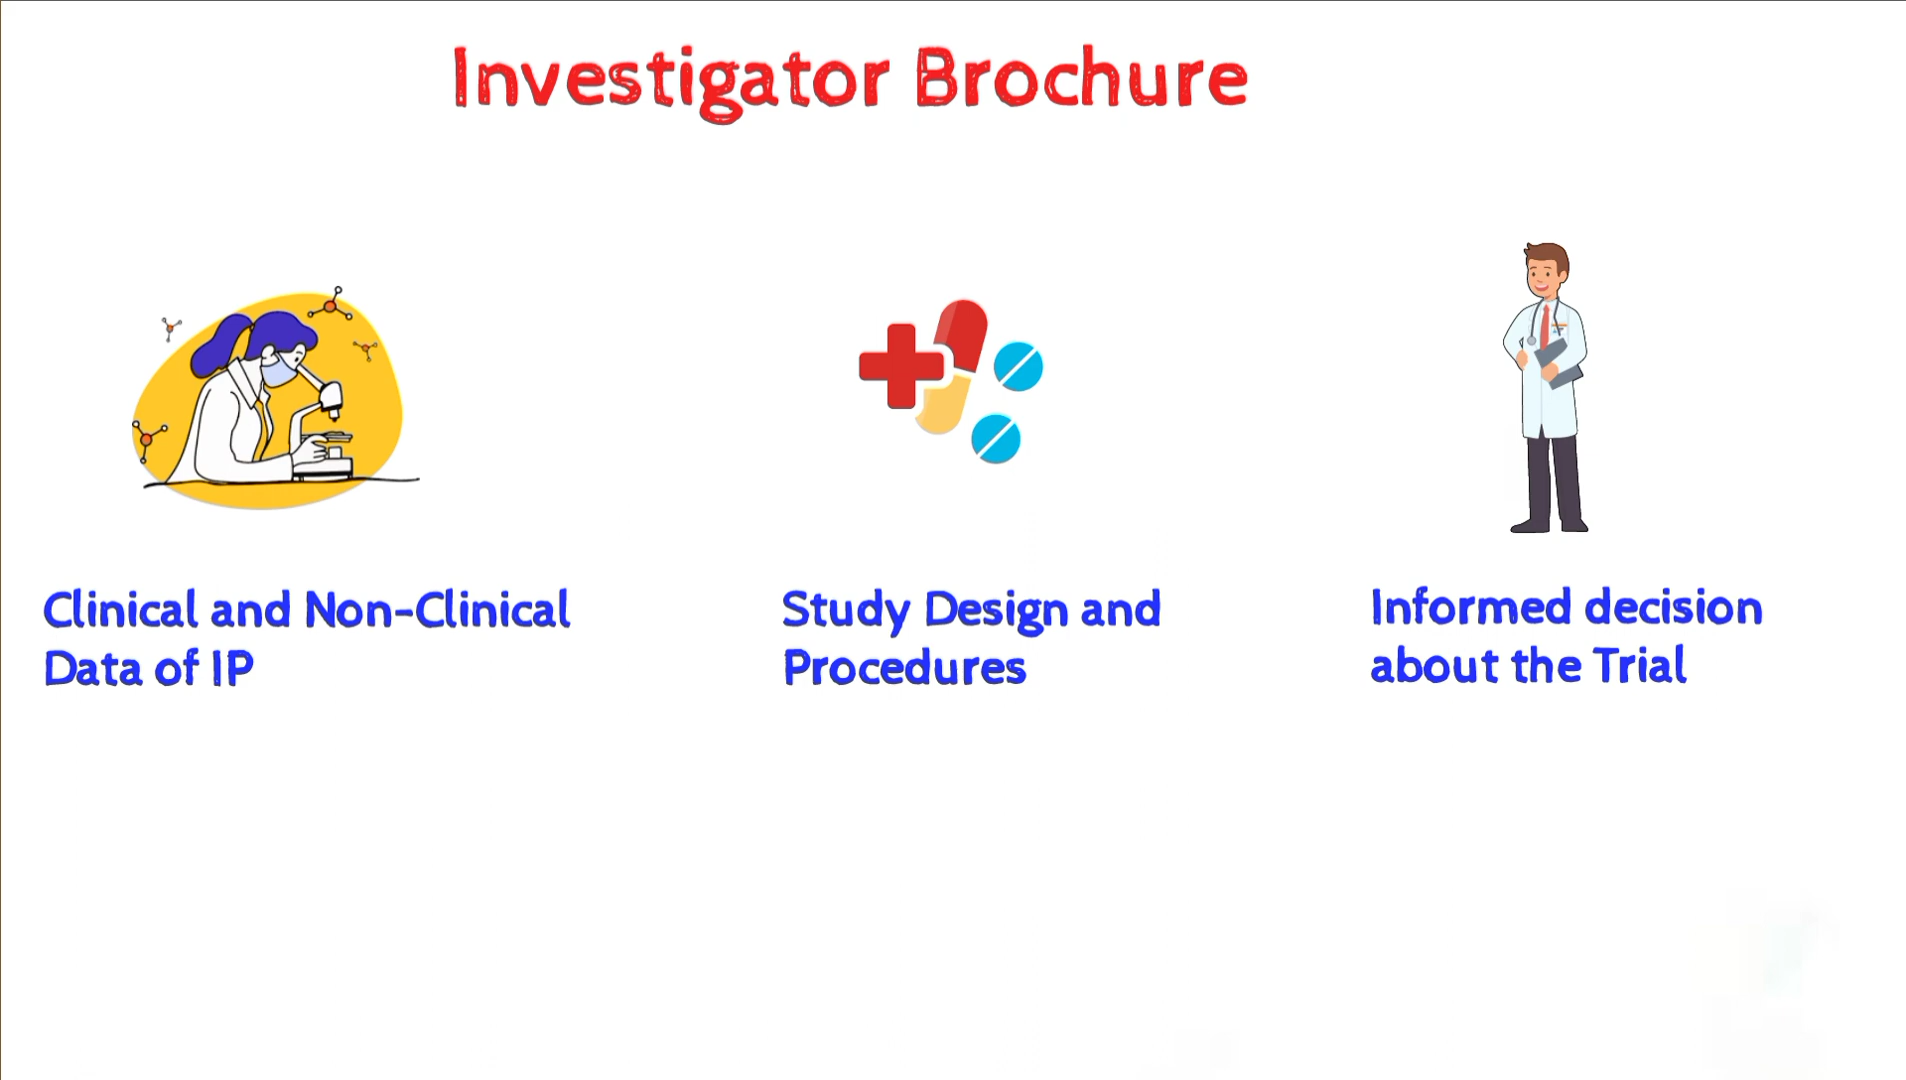 Investigator Brochure
Clinical and Non-Clinical
Data of IP
Study Design and
Procedures
Informed decision
about the Trial